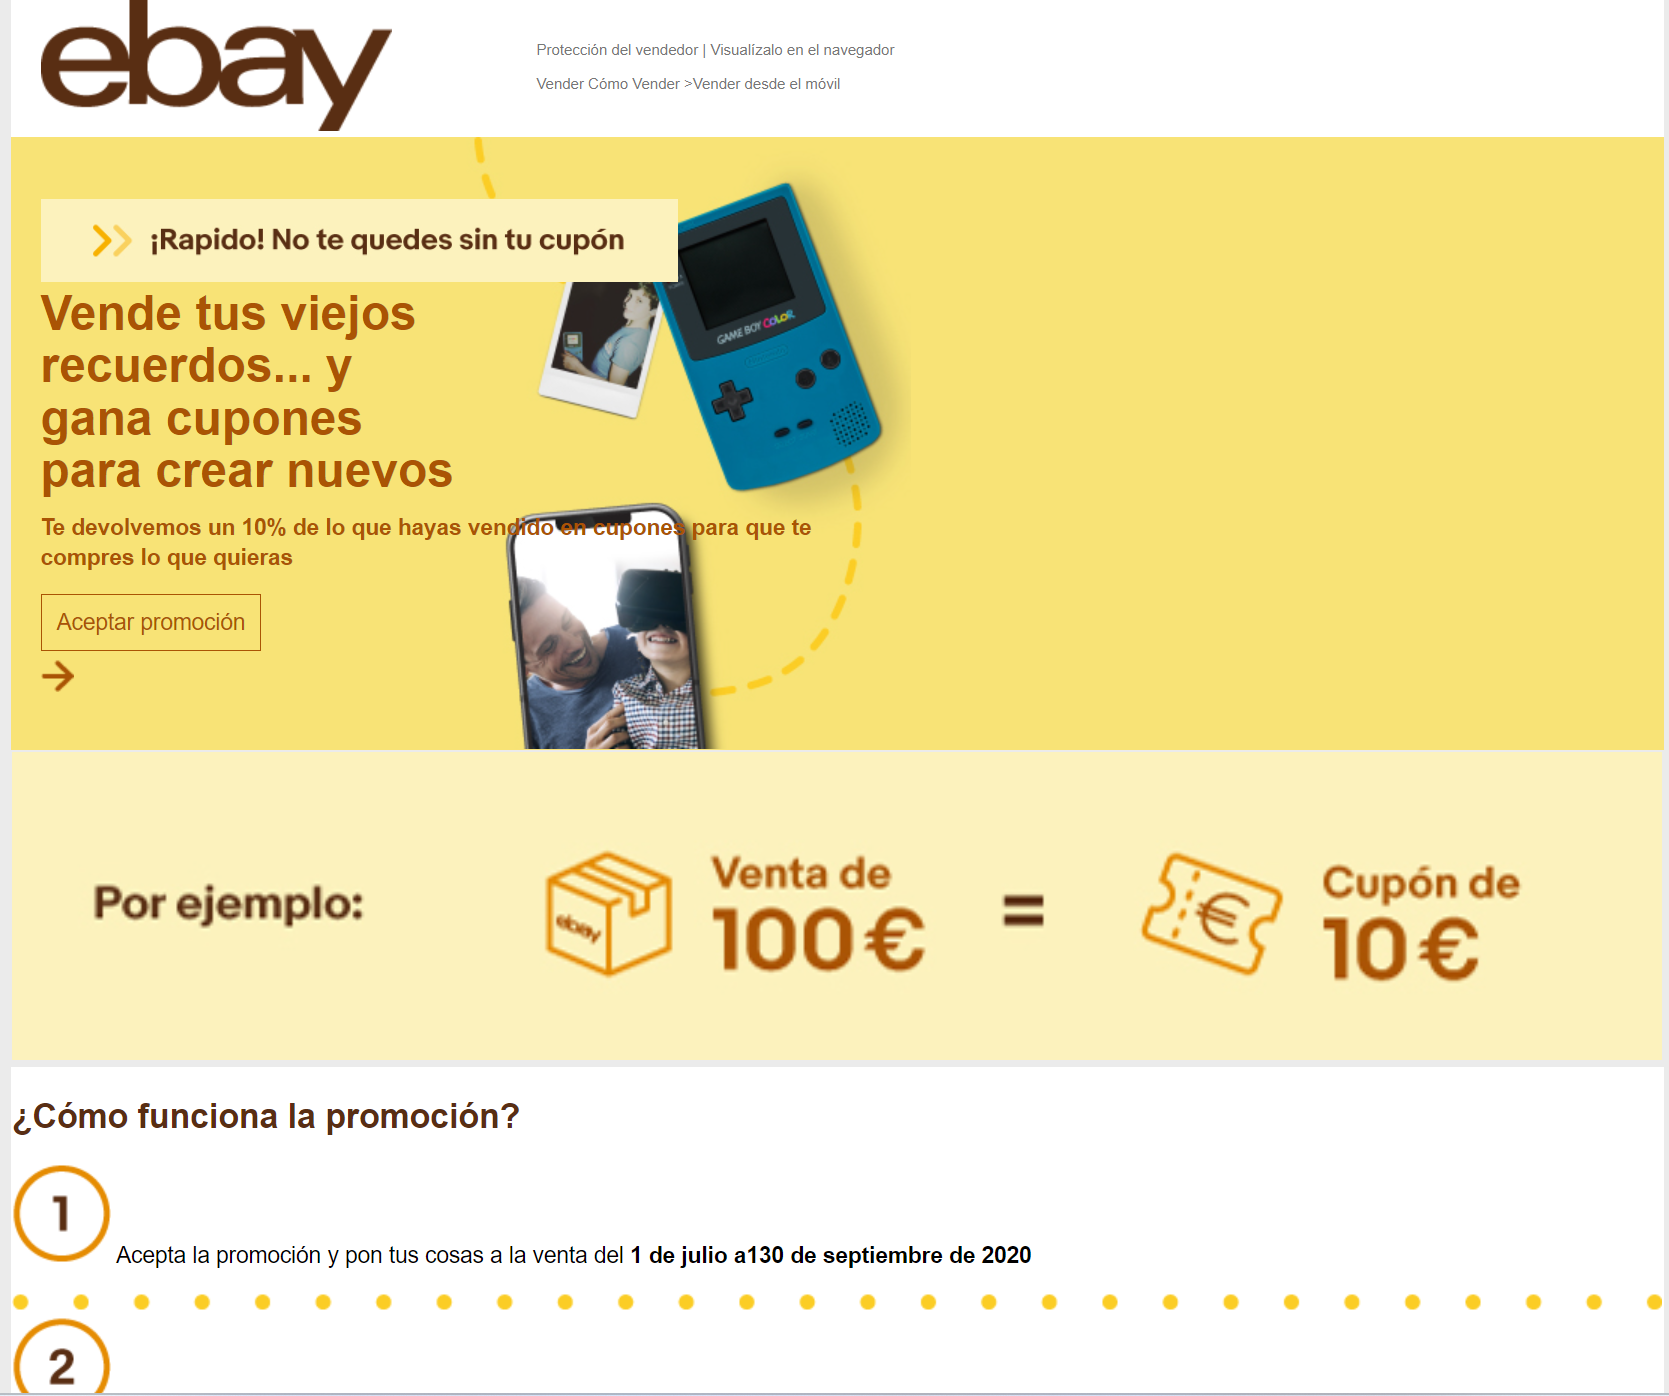 ebay
Protección del vendedor | Visualízalo en el navegador
Vender Cómo Vender >Vender desde el móvil
¡Rapido! No te quedes sin tu cupón
Vende tus viejos
recuerdos... y
gana cupones
para crear nuevos
GAME BOY COLOR
Te devolvemos un 10% de lo que hayas vendido en cupones para que te
compres lo que quieras
Aceptar promoción
Por ejemplo:
ebay
Venta de
100€
=
€
Cupón de
10€
¿Cómo funciona la promoción?
1
Acepta la promoción y pon tus cosas a la venta del 1 de julio a130 de septiembre de 2020
2